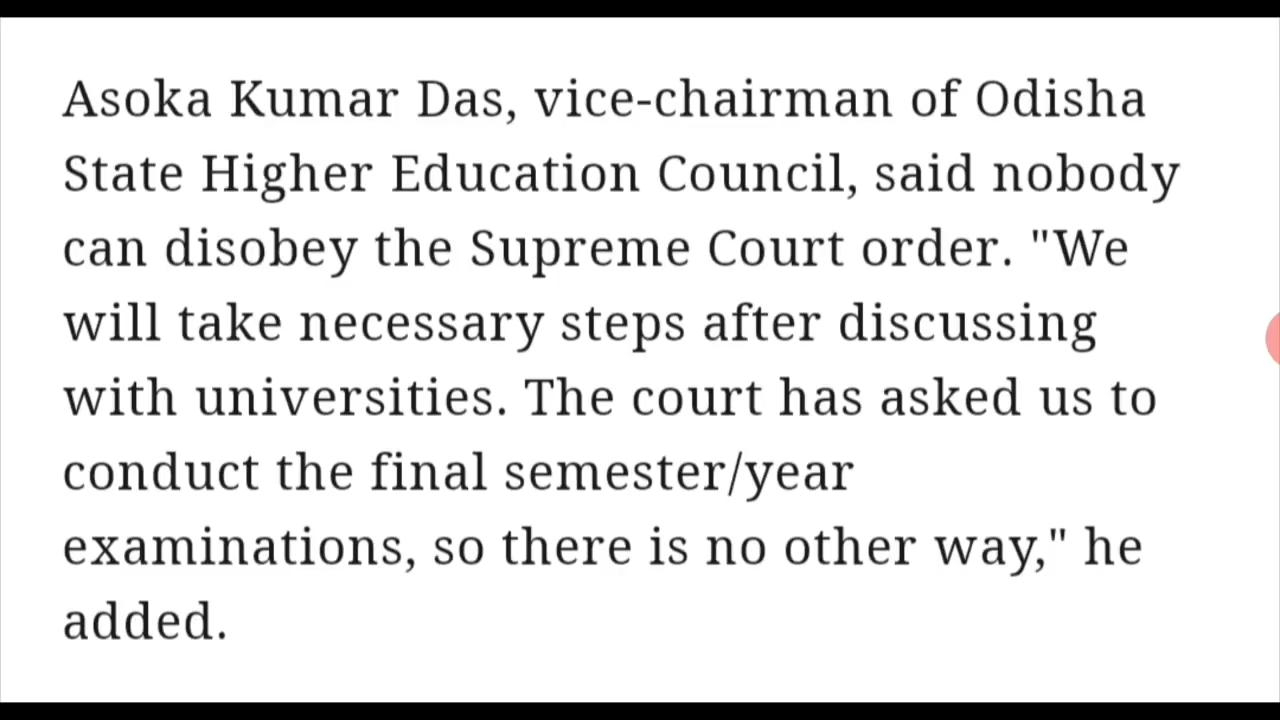 Asoka Kumar Das, vice-chairman of Odisha
State Higher Education Council, said nobody
can disobey the Supreme Court order. "We
will take necessary steps after discussing
with universities. The court has asked us to
conduct the final semester/year
examinations, so there is no other way," he
added.